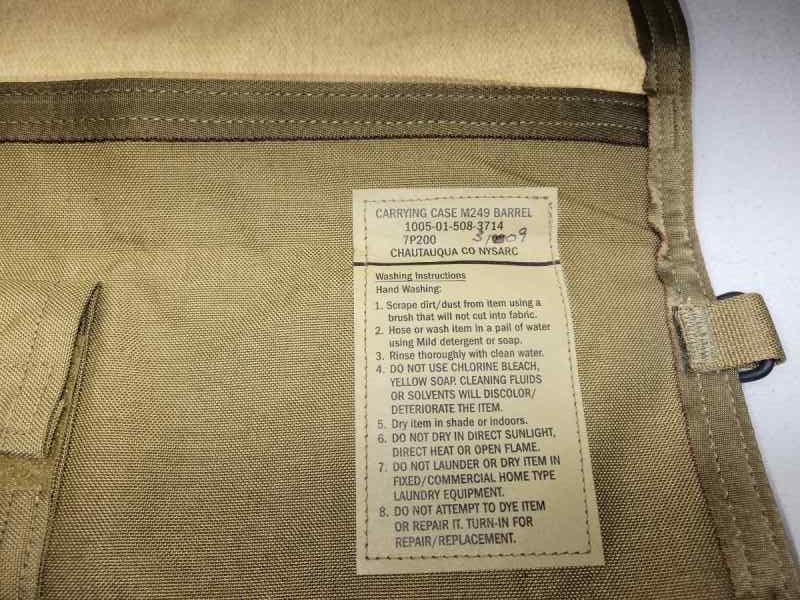 CARRYING CASE M249 BARREL
1005-01-508-3714
7P200
CHAUTAUQUA CO NYSARC
Washing Instructions
Hand Washing:
1. Scrape dirt/dust from item using a
brush that will not cut into fabric.
2. Hose or wash item in a pail of water
using Mild detergent or soap.
3. Rinse thoroughly with clean water.
4. DO NOT USE CHLORINE BLEACH,
YELLOW SOAP. CLEANING FLUIDS
OR SOLVENTS WILL DISCOLOR/
DETERIORATE THE ITEM.
5. Dry item in shade or indoors.
6. DO NOT DRY IN DIRECT SUNLIGHT,
DIRECT HEAT OR OPEN FLAME.
7. DO NOT LAUNDER OR DRY ITEM IN
FIXED/COMMERCIAL HOME TYPE
LAUNDRY EQUIPMENT.
8. DO NOT ATTEMPT TO DYE ITEM
OR REPAIR IT. TURN-IN FOR
REPAIR/REPLACEMENT.